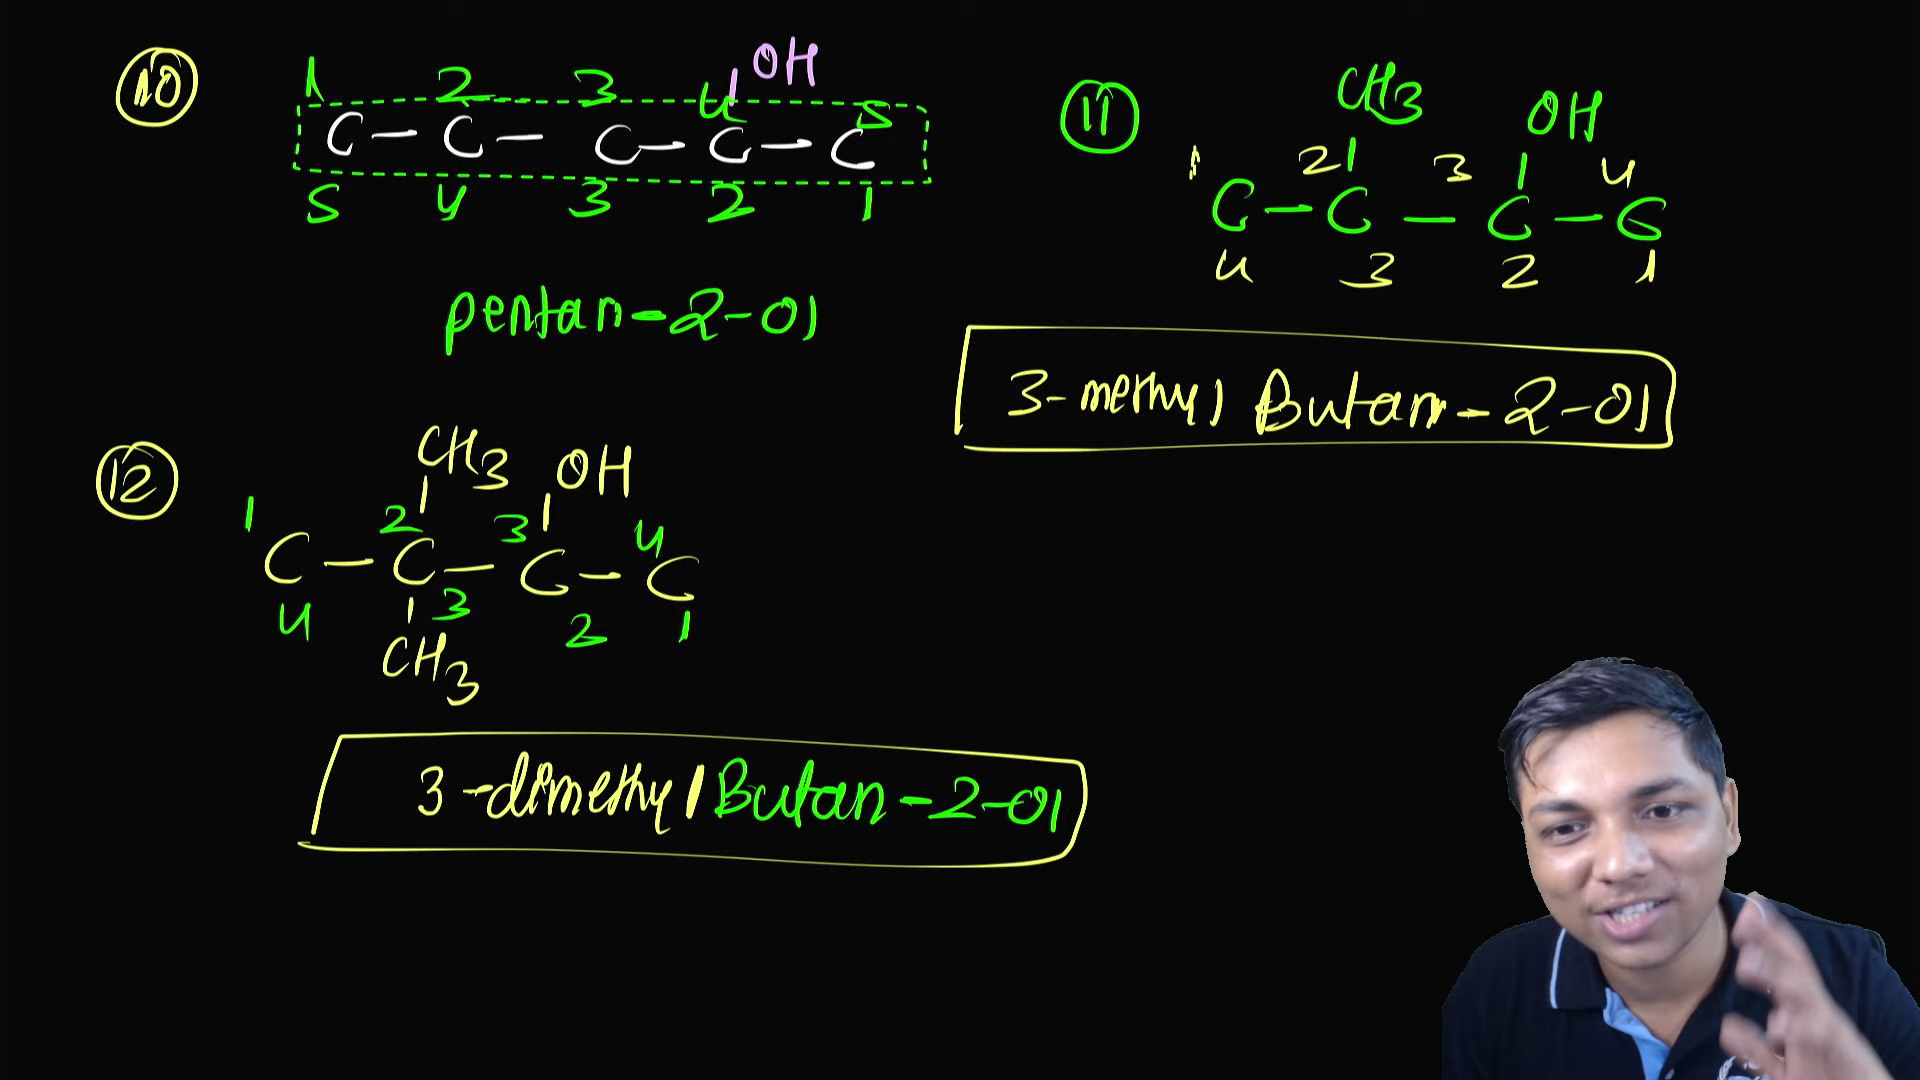 10
OH
1 2 3 4 5
C - C - C - C - C
5 4 3 2 1
pentan-2-ol
11
CH3 OH
1 2 3 4
C - C - C - C
4 3 2 1
3-methyl Butan-2-ol
12
CH3 OH
1 2 3 4
C - C - C - C
4 3 2 1
CH3
3-dimethyl Butan-2-ol